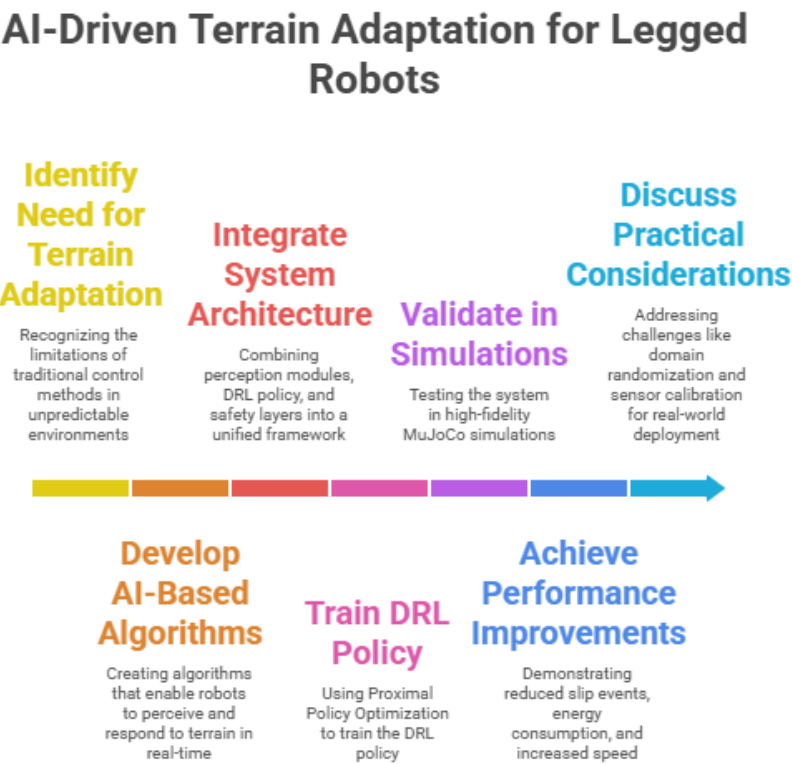 AI-Driven Terrain Adaptation for Legged
Robots
Identify
Need for
Terrain
Adaptation
Recognizing the
limitations of
traditional control
methods in
unpredictable
environments
Integrate
System
Architecture
Combining
perception modules,
DRL policy, and
safety layers into a
unified framework
Validate in
Simulations
Testing the system
in high-fidelity
MuJoCo simulations
Discuss
Practical
Considerations
Addressing
challenges like
domain
randomization and
sensor calibration
for real-world
deployment
Develop
AI-Based
Algorithms
Creating algorithms
that enable robots
to perceive and
respond to terrain in
real-time
Train DRL
Policy
Using Proximal
Policy Optimization
to train the DRL
policy
Achieve
Performance
Improvements
Demonstrating
reduced slip events,
energy
consumption, and
increased speed